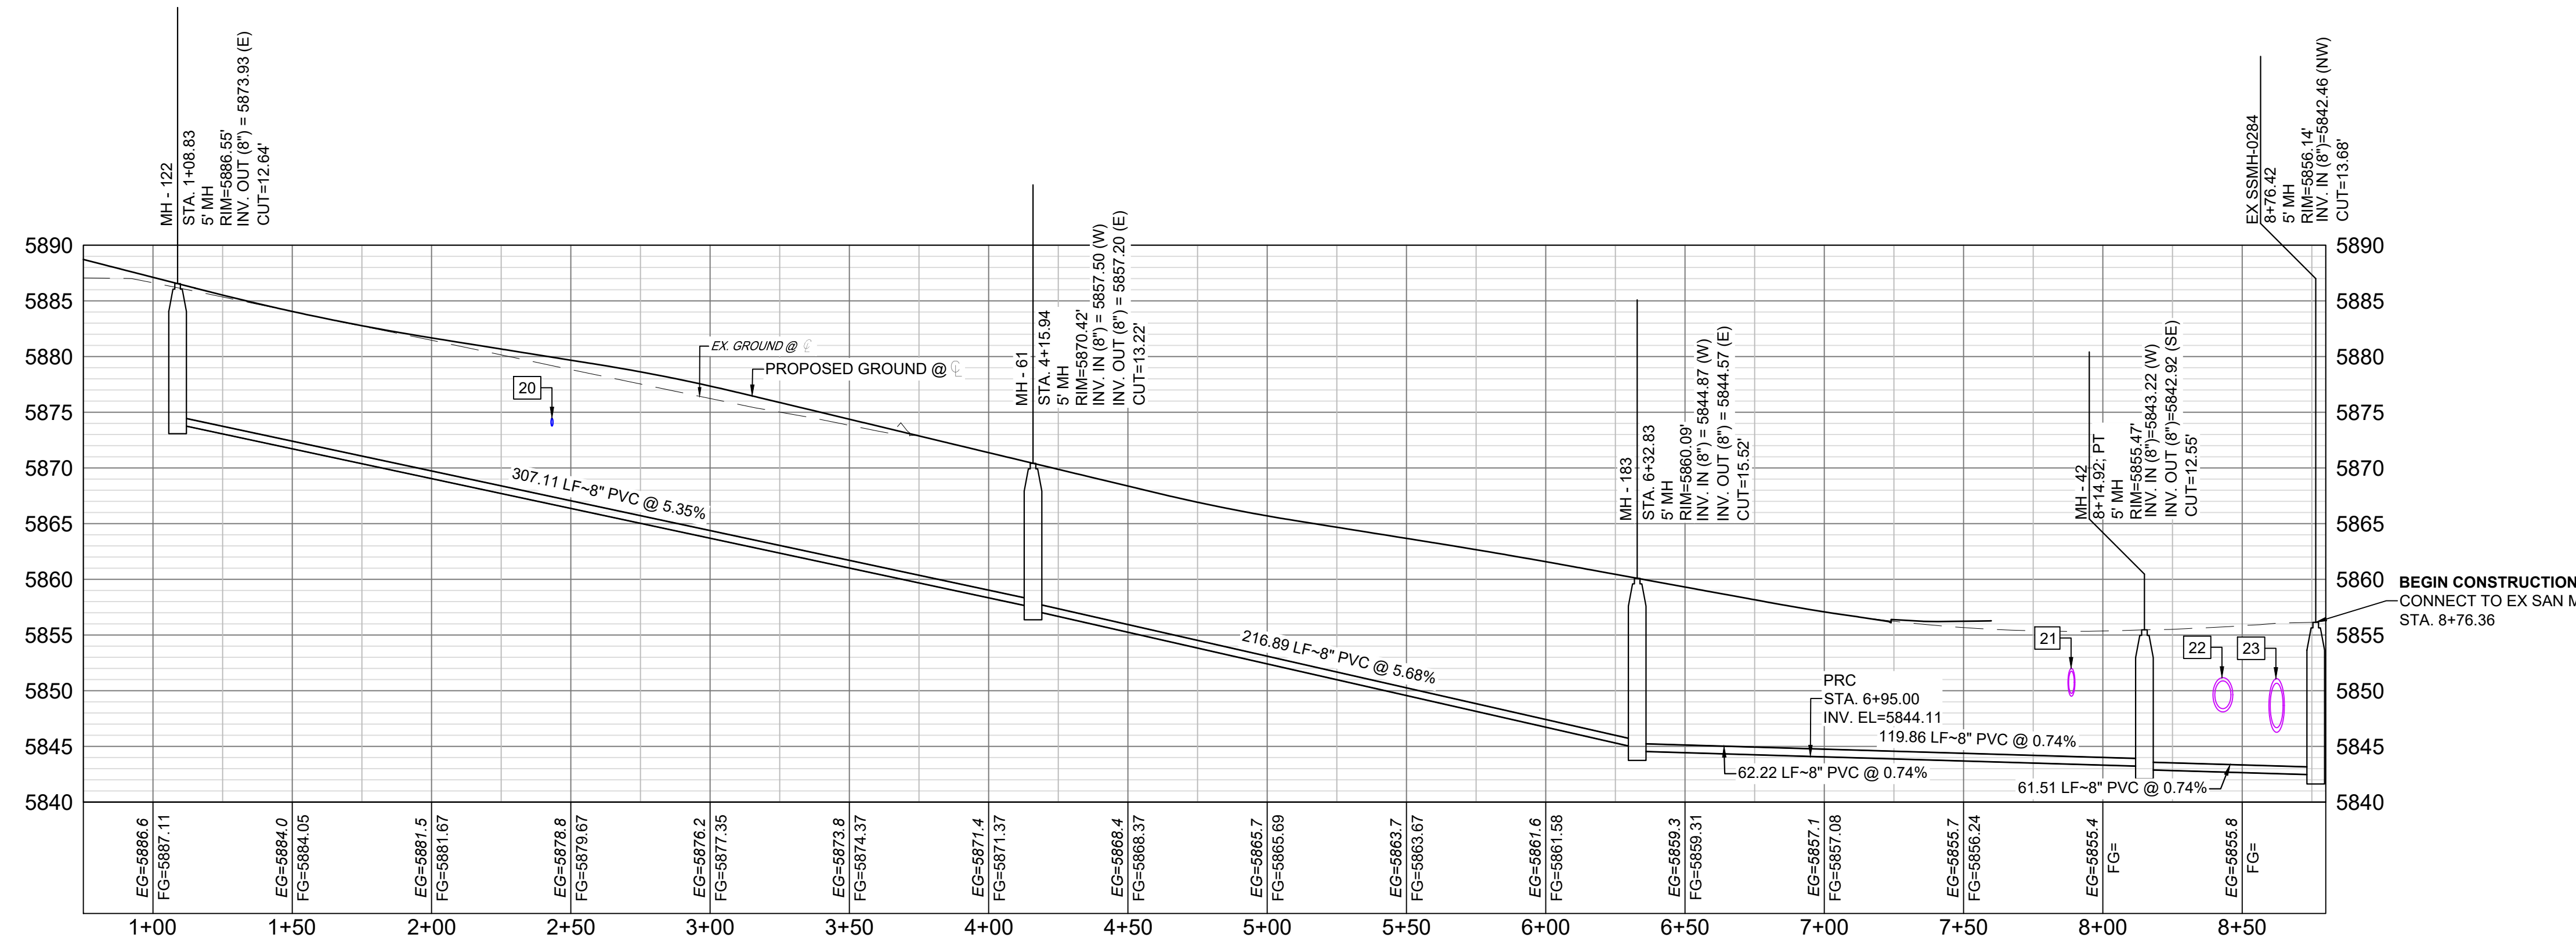 MH - 122
STA. 1+08.83
5' MH
RIM=5886.55'
INV. OUT (8") = 5873.93 (E)
CUT=12.64'
MH - 61
STA. 4+15.94
5' MH
RIM=5870.42'
INV. IN (8") = 5857.50 (W)
INV. OUT (8") = 5857.20 (E)
CUT=13.22'
MH - 183
STA. 6+32.83
5' MH
RIM=5860.09'
INV. IN (8") = 5844.87 (W)
INV. OUT (8") = 5844.57 (E)
CUT=15.52'
MH - 42
8+14.92; PT
5' MH
RIM=5855.47'
INV. IN (8")=5843.22 (W)
INV. OUT (8")=5842.92 (SE)
CUT=12.55'
EX SSMH-0284
8+76.42
5' MH
RIM=5856.14'
INV. IN (8")=5842.46 (NW)
CUT=13.68'
5890
5885
5880
5875
5870
5865
5860
5855
5850
5845
5840
EX. GROUND @ ℄
PROPOSED GROUND @ ℄
20
307.11 LF~8" PVC @ 5.35%
216.89 LF~8" PVC @ 5.68%
PRC
STA. 6+95.00
INV. EL=5844.11
119.86 LF~8" PVC @ 0.74%
62.22 LF~8" PVC @ 0.74%
61.51 LF~8" PVC @ 0.74%
21
22
23
5890
5885
5880
5875
5870
5865
5860
5855
5850
5845
5840
BEGIN CONSTRUCTION
CONNECT TO EX SAN M
STA. 8+76.36
EG=5886.6
FG=5887.11
EG=5884.0
FG=5884.05
EG=5881.5
FG=5881.67
EG=5878.8
FG=5879.67
EG=5876.2
FG=5877.35
EG=5873.8
FG=5874.37
EG=5871.4
FG=5871.37
EG=5868.4
FG=5868.37
EG=5865.7
FG=5865.69
EG=5863.7
FG=5863.67
EG=5861.6
FG=5861.58
EG=5859.3
FG=5859.31
EG=5857.1
FG=5857.08
EG=5855.7
FG=5856.24
EG=5855.4
FG=
EG=5855.8
FG=
1+00 1+50 2+00 2+50 3+00 3+50 4+00 4+50 5+00 5+50 6+00 6+50 7+00 7+50 8+00 8+50